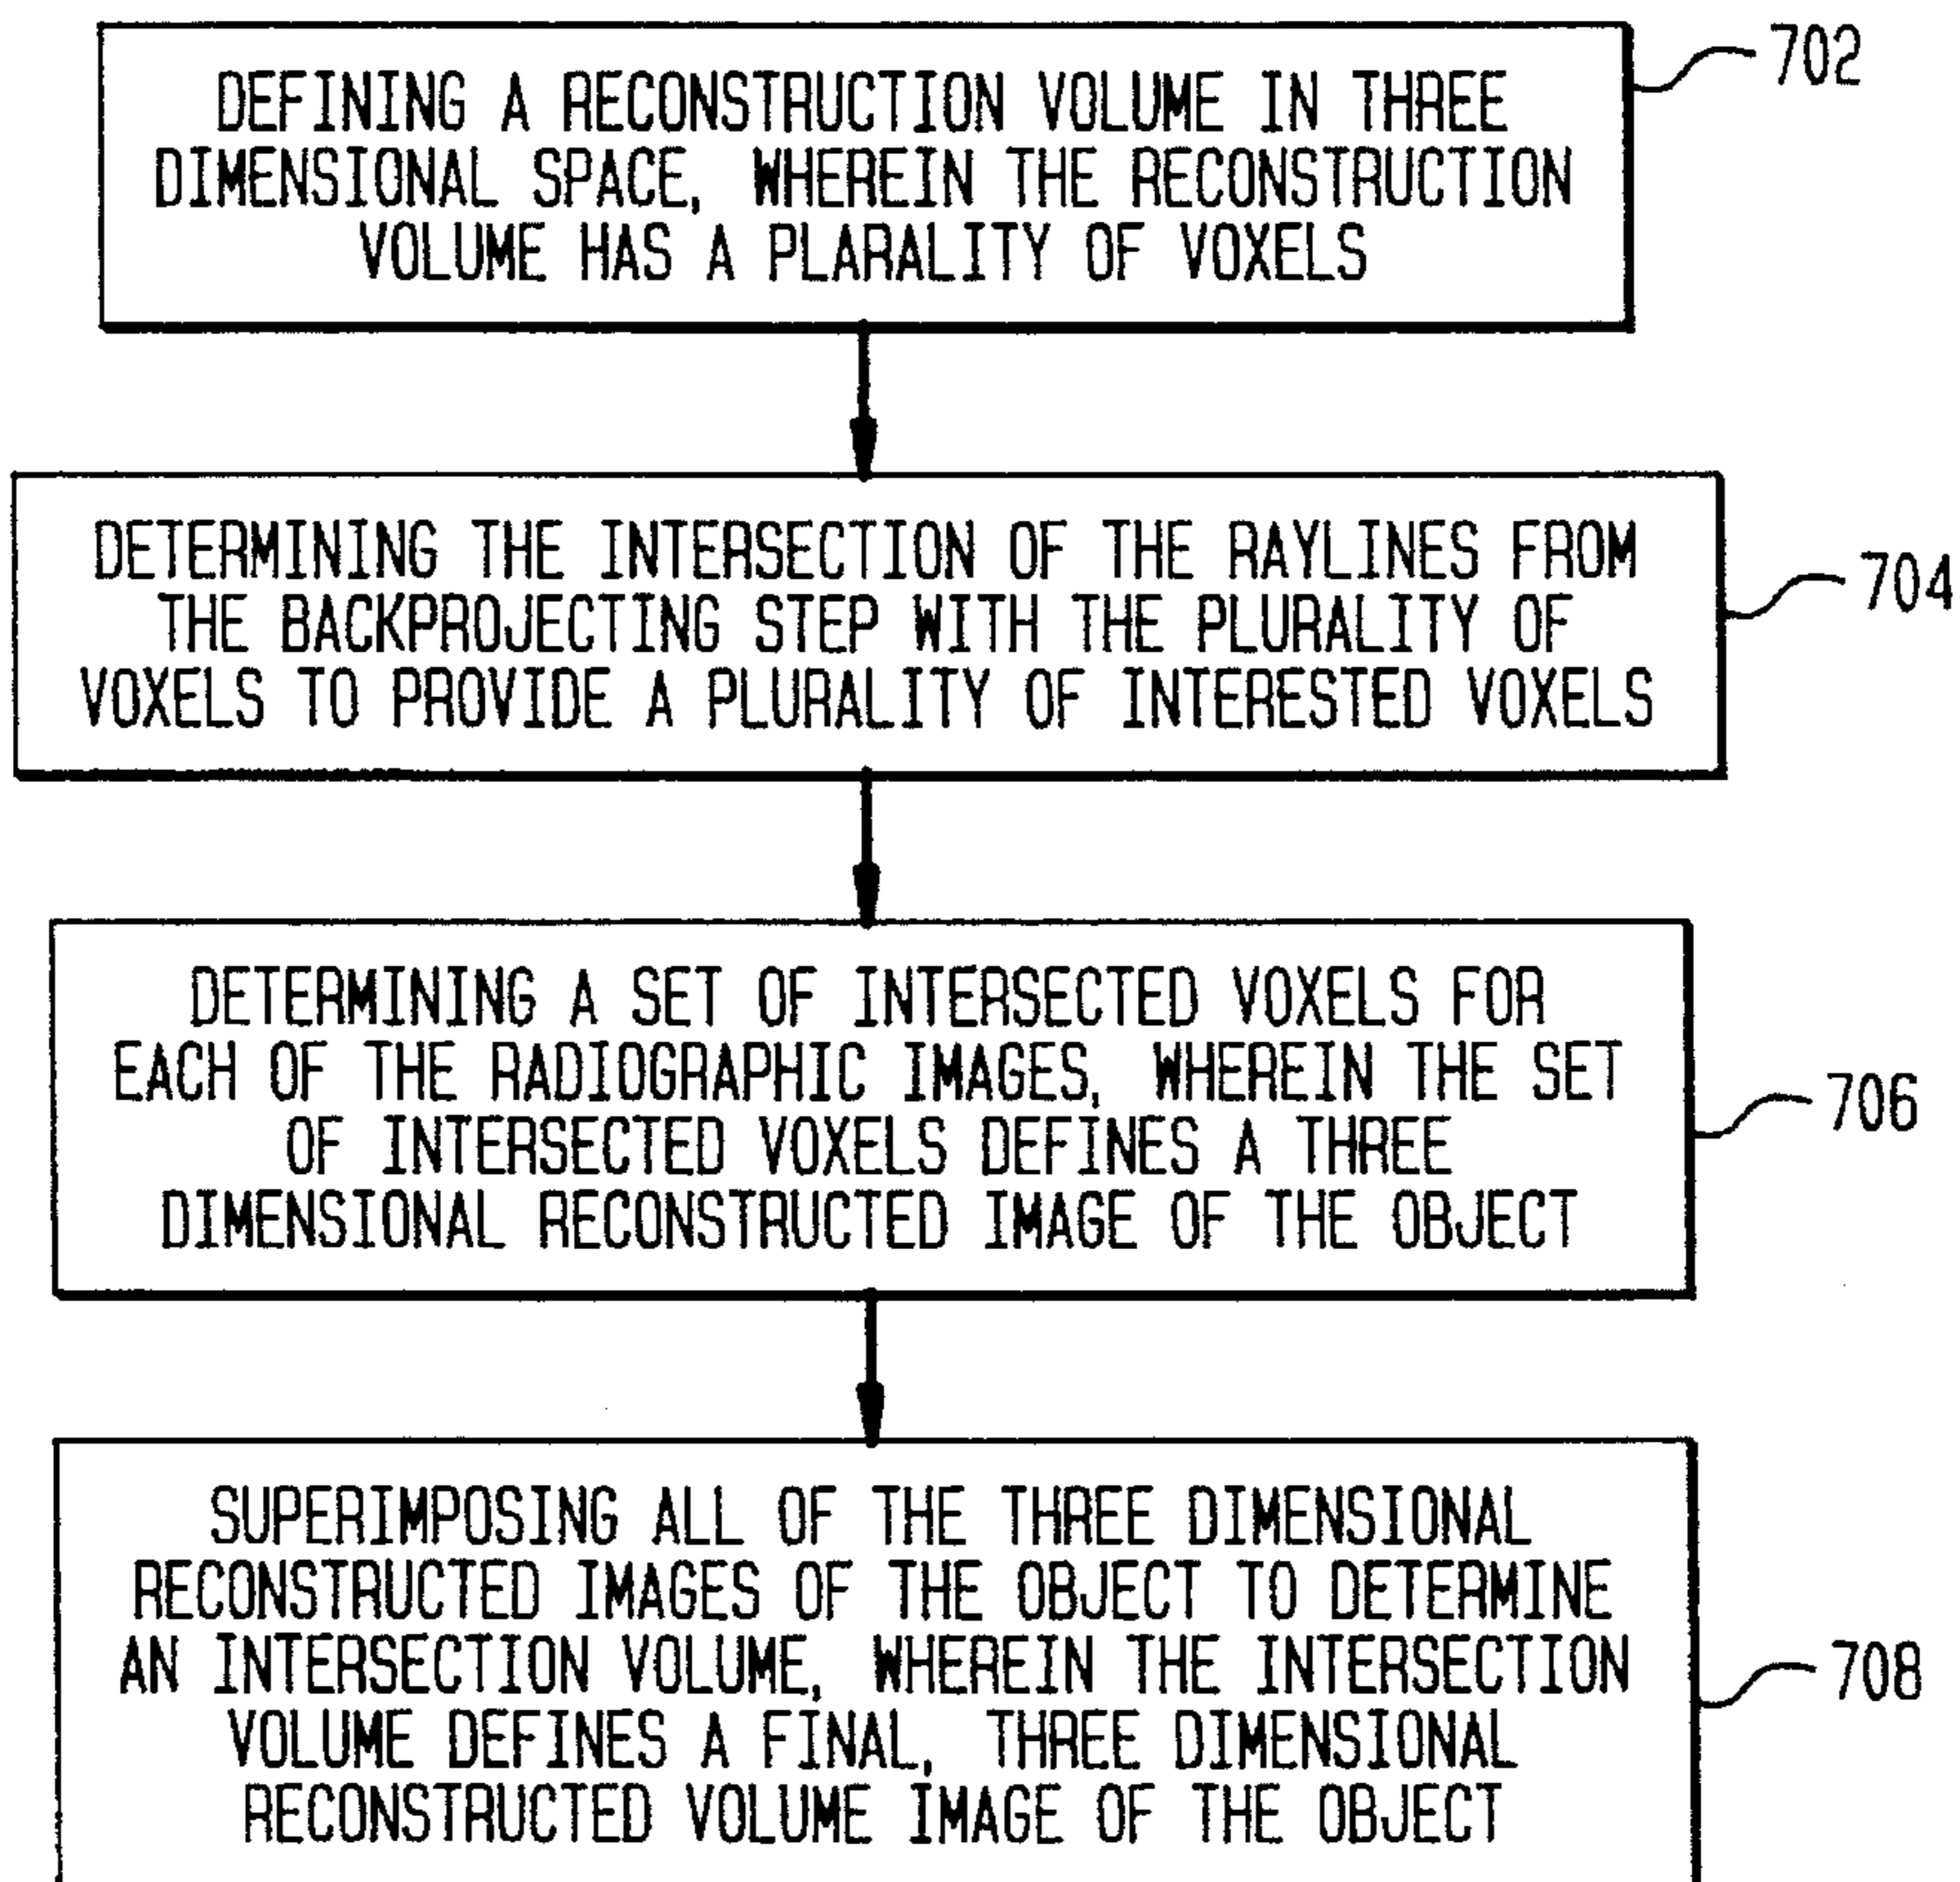 DEFINING A RECONSTRUCTION VOLUME IN THREE
DIMENSIONAL SPACE, WHEREIN THE RECONSTRUCTION
VOLUME HAS A PLARALITY OF VOXELS
702
DETERMINING THE INTERSECTION OF THE RAYLINES FROM
THE BACKPROJECTING STEP WITH THE PLURALITY OF
VOXELS TO PROVIDE A PLURALITY OF INTERESTED VOXELS
704
DETERMINING A SET OF INTERSECTED VOXELS FOR
EACH OF THE RADIOGRAPHIC IMAGES, WHEREIN THE SET
OF INTERSECTED VOXELS DEFINES A THREE
DIMENSIONAL RECONSTRUCTED IMAGE OF THE OBJECT
706
SUPERIMPOSING ALL OF THE THREE DIMENSIONAL
RECONSTRUCTED IMAGES OF THE OBJECT TO DETERMINE
AN INTERSECTION VOLUME, WHEREIN THE INTERSECTION
VOLUME DEFINES A FINAL, THREE DIMENSIONAL
RECONSTRUCTED VOLUME IMAGE OF THE OBJECT
708